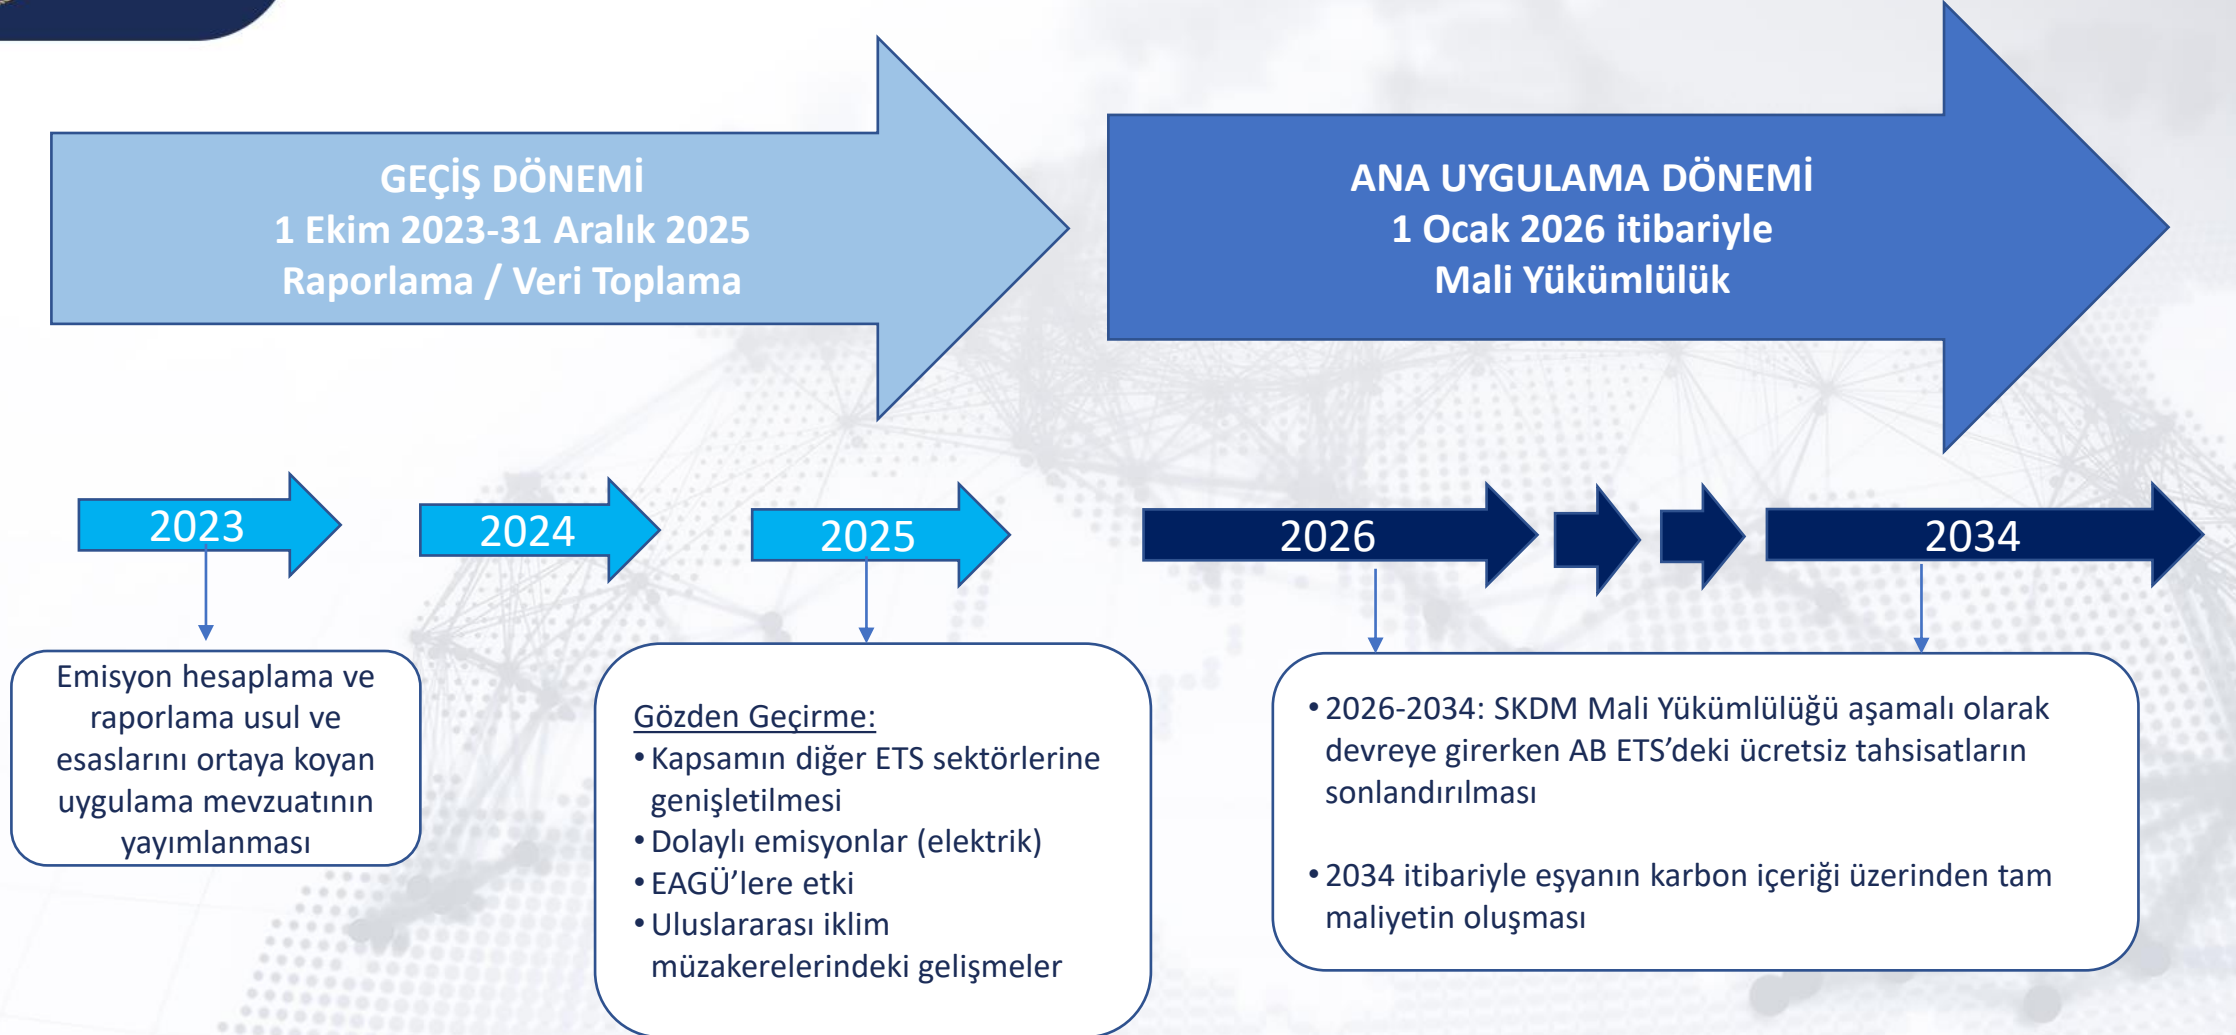 GEÇİŞ DÖNEMİ
1 Ekim 2023-31 Aralık 2025
Raporlama / Veri Toplama
ANA UYGULAMA DÖNEMİ
1 Ocak 2026 itibariyle
Mali Yükümlülük
2023
2024
2025
2026
2034
Emisyon hesaplama ve
raporlama usul ve
esaslarını ortaya koyan
uygulama mevzuatının
yayımlanması
Gözden Geçirme:
• Kapsamın diğer ETS sektörlerine
genişletilmesi
• Dolaylı emisyonlar (elektrik)
• EAGÜ’lere etki
• Uluslararası iklim
müzakerelerindeki gelişmeler
• 2026-2034: SKDM Mali Yükümlülüğü aşamalı olarak
devreye girerken AB ETS’deki ücretsiz tahsisatların
sonlandırılması
• 2034 itibariyle eşyanın karbon içeriği üzerinden tam
maliyetin oluşması